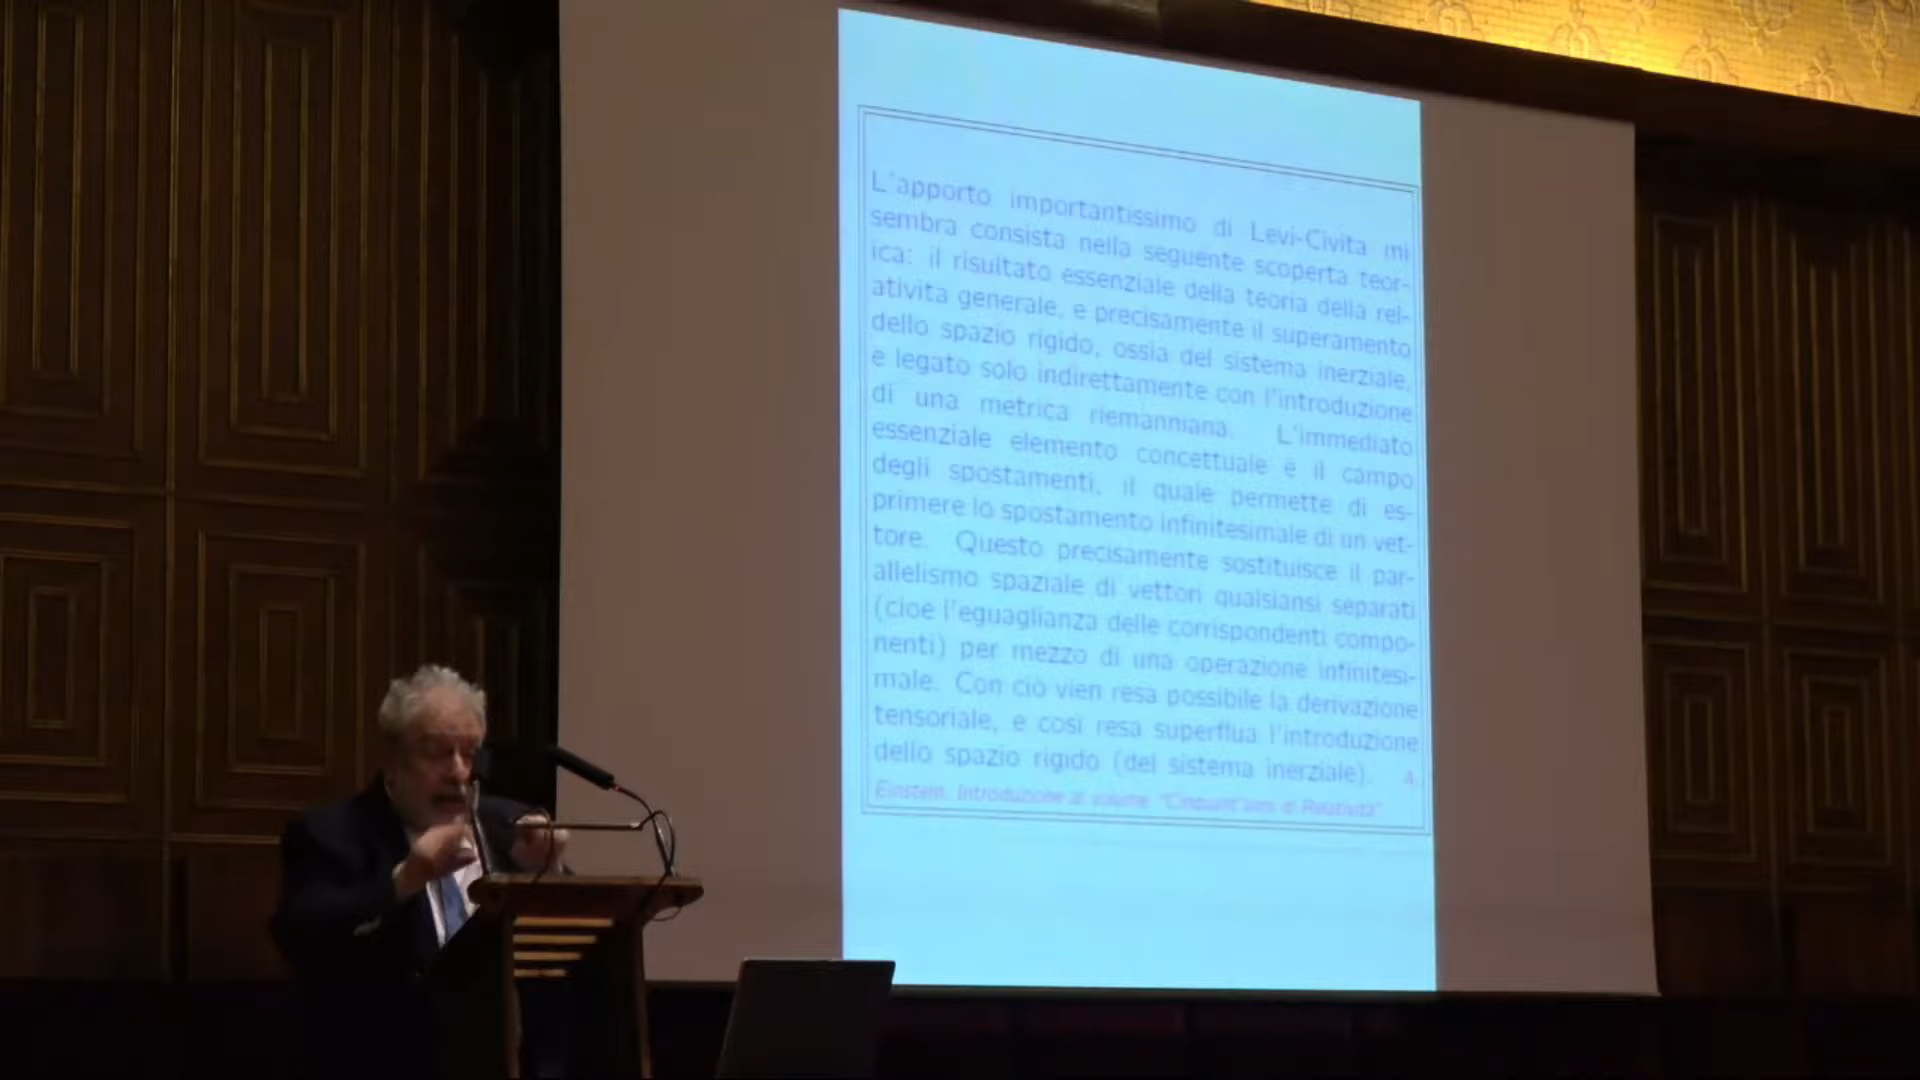 L'apporto importantissimo di Levi-Civita mi
sembra consista nella seguente scoperta teor-
ica: il risultato essenziale della teoria della rel-
atività generale, e precisamente il superamento
dello spazio rigido, ossia del sistema inerziale,
è legato solo indirettamente con l'introduzione
di una metrica riemanniana. L'immediato
essenziale elemento concettuale è il campo
degli spostamenti, il quale permette di es-
primere lo spostamento infinitesimale di un vet-
tore. Questo precisamente sostituisce il par-
allelismo spaziale di vettori qualsiansi separati
(cioè l'eguaglianza delle corrispondenti compo-
nenti) per mezzo di una operazione infinitesi-
male. Con ciò vien resa possibile la derivazione
tensoriale, e così resa superflua l'introduzione
dello spazio rigido (del sistema inerziale). A.
Einstein, Introduzione al volume "Cinquant'anni di Relatività"